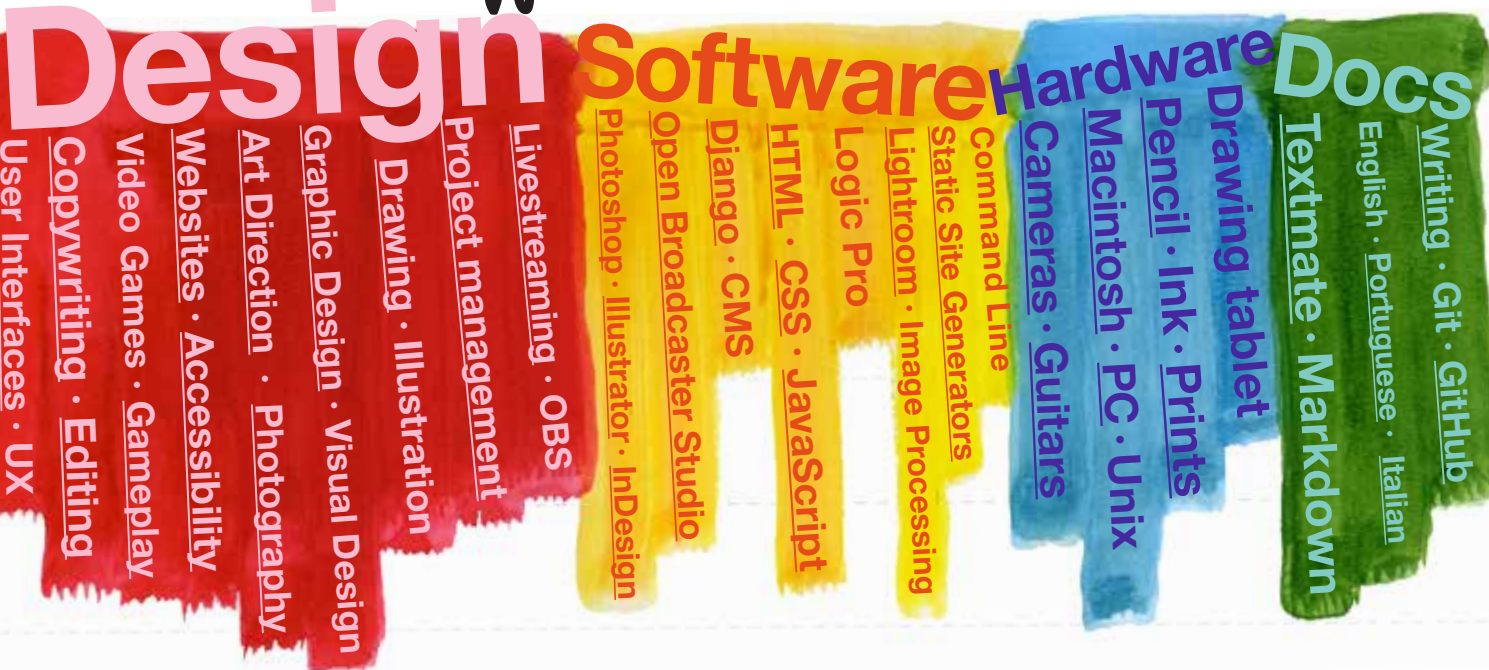 Design
User Interfaces · UX
Copywriting · Editing
Video Games · Gameplay
Websites · Accessibility
Art Direction · Photography
Graphic Design · Visual Design
Drawing · Illustration
Project management
Livestreaming · OBS
Software
Photoshop · Illustrator · InDesign
Open Broadcaster Studio
Django · CMS
HTML · CSS · JavaScript
Logic Pro
Lightroom · Image Processing
Static Site Generators
Command Line
Hardware
Cameras · Guitars
Macintosh · PC · Unix
Pencil · Ink · Prints
Drawing tablet
Docs
Textmate · Markdown
English · Portuguese · Italian
Writing · Git · GitHub